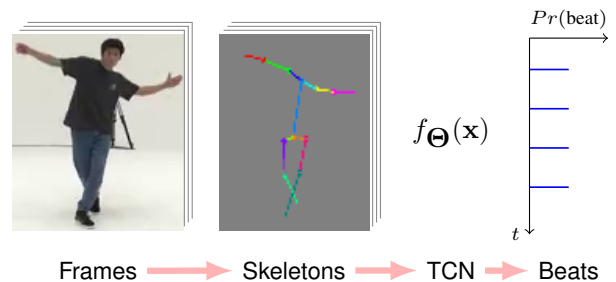 Pr(beat)
f_Θ(x)
t
Frames Skeletons TCN Beats